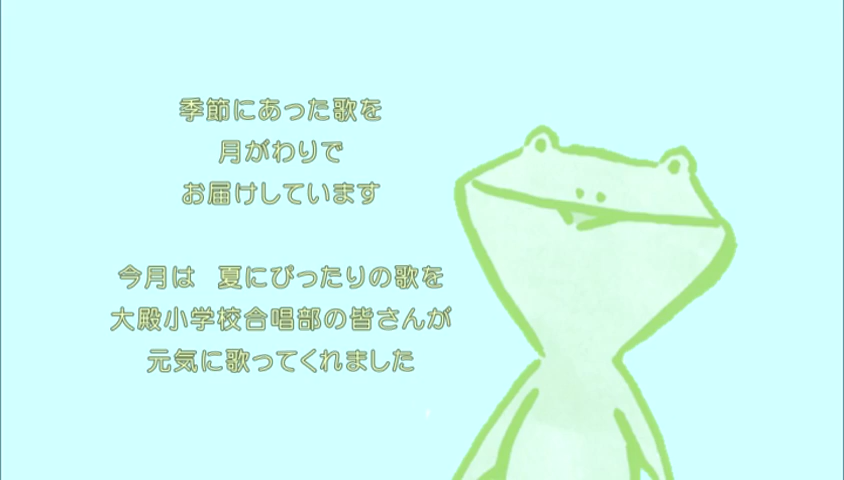 季節にあった歌を
月がわりで
お届けしています
今月は 夏にぴったりの歌を
大殿小学校合唱部の皆さんが
元気に歌ってくれました